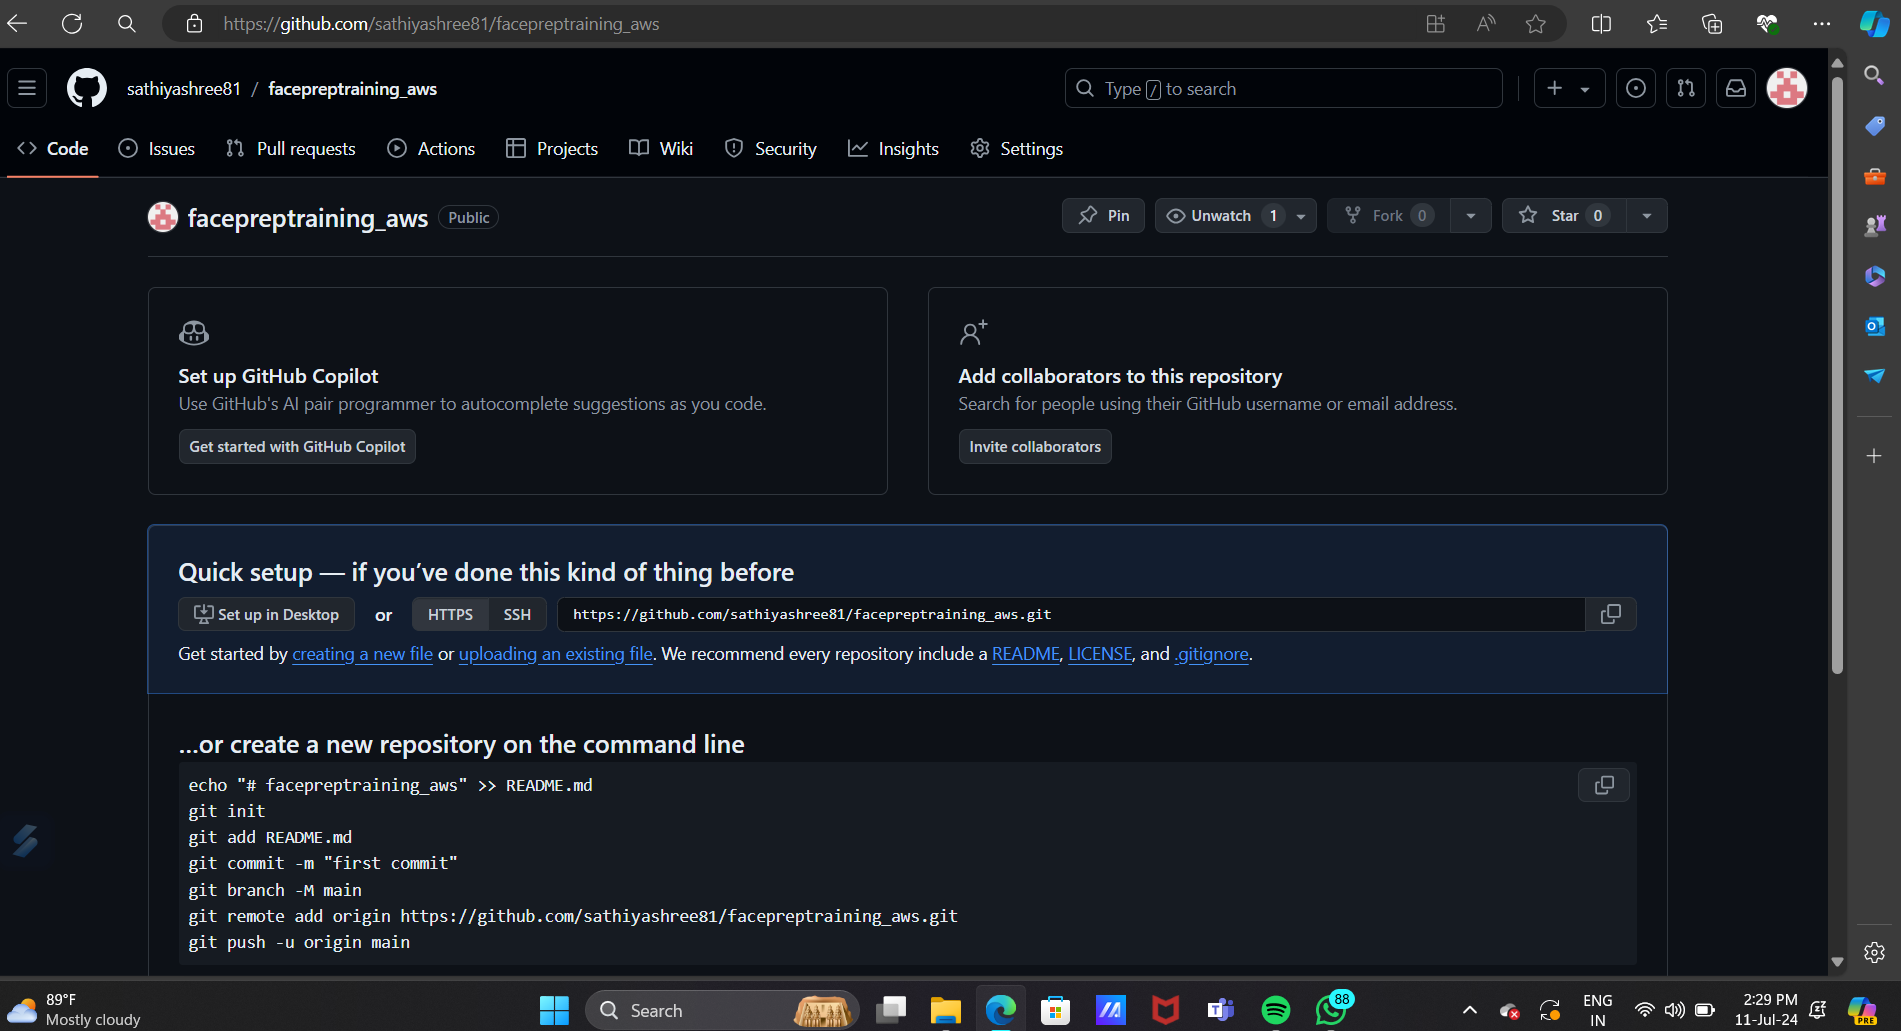 https://github.com/sathiyashree81/facepreptraining_aws
sathiyashree81 / facepreptraining_aws
Type / to search
Code Issues Pull requests Actions Projects Wiki Security Insights Settings
facepreptraining_aws Public
Pin Unwatch 1 Fork 0 Star 0
Set up GitHub Copilot
Use GitHub's AI pair programmer to autocomplete suggestions as you code.
Get started with GitHub Copilot
Add collaborators to this repository
Search for people using their GitHub username or email address.
Invite collaborators
Quick setup — if you’ve done this kind of thing before
Set up in Desktop or HTTPS SSH https://github.com/sathiyashree81/facepreptraining_aws.git
Get started by creating a new file or uploading an existing file. We recommend every repository include a README, LICENSE, and .gitignore.
...or create a new repository on the command line
echo "# facepreptraining_aws" >> README.md
git init
git add README.md
git commit -m "first commit"
git branch -M main
git remote add origin https://github.com/sathiyashree81/facepreptraining_aws.git
git push -u origin main
89°F
Mostly cloudy
Search
88
ENG
IN
2:29 PM
11-Jul-24
PRE